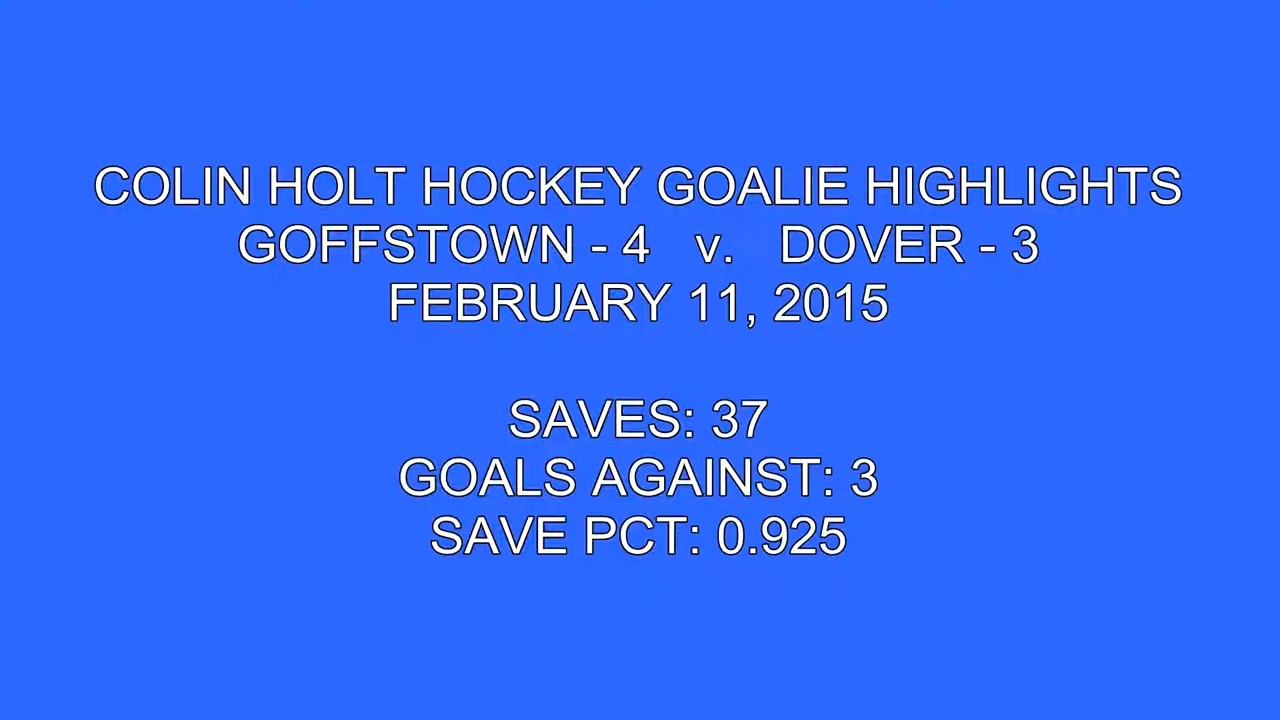 COLIN HOLT HOCKEY GOALIE HIGHLIGHTS
GOFFSTOWN - 4 v. DOVER - 3
FEBRUARY 11, 2015
SAVES: 37
GOALS AGAINST: 3
SAVE PCT: 0.925